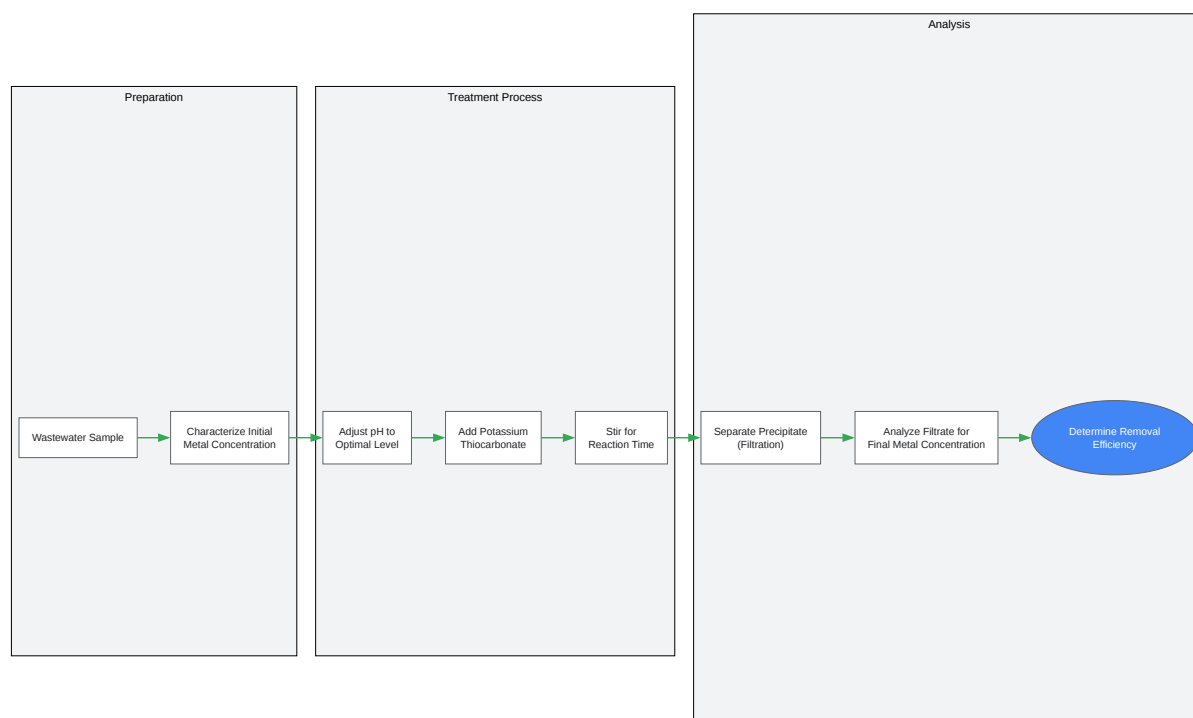 Analysis
Preparation
Treatment Process
Wastewater Sample
Characterize Initial
Metal Concentration
Adjust pH to
Optimal Level
Add Potassium
Thiocarbonate
Stir for
Reaction Time
Separate Precipitate
(Filtration)
Analyze Filtrate for
Final Metal Concentration
Determine Removal
Efficiency